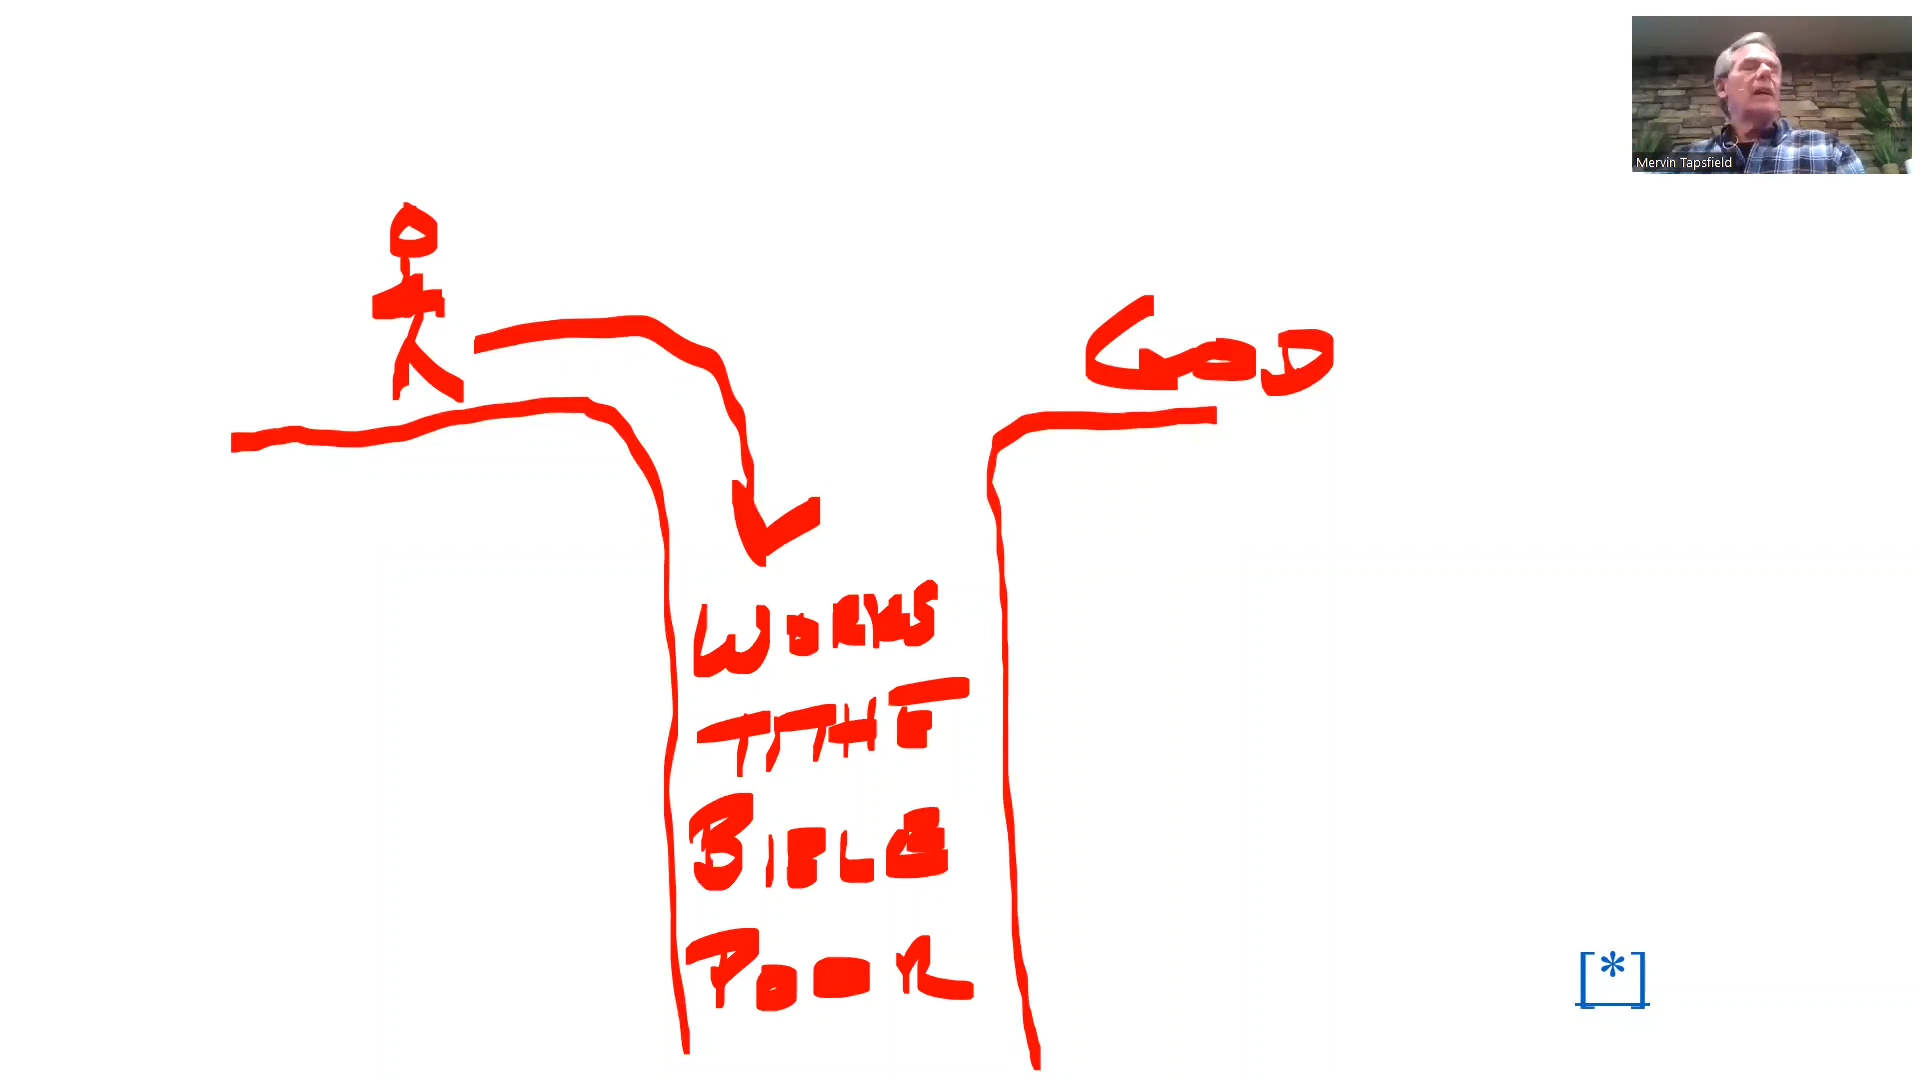 Mervin Tapsfield
GOD
WORKS
TITHE
BIBLE
POOR
[*]